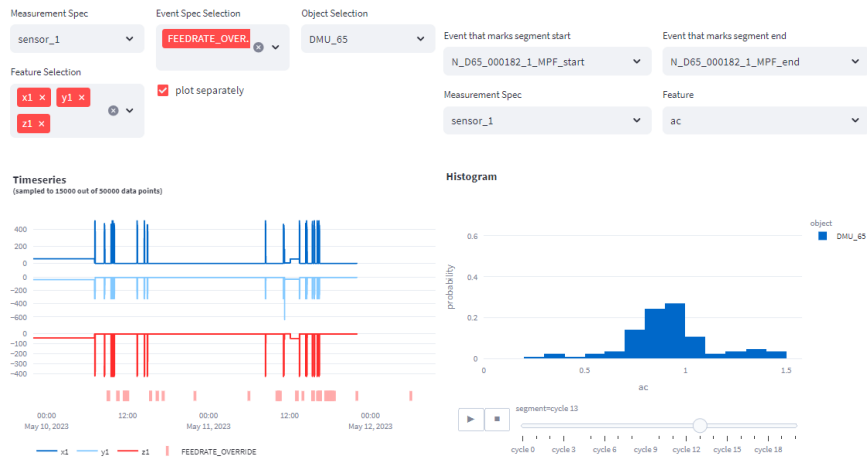 Measurement Spec
Event Spec Selection
Object Selection
sensor_1
FEEDRATE_OVER.
DMU_65
Feature Selection
x1 ×
y1 ×
z1 ×
plot separately
Event that marks segment start
Event that marks segment end
N_D65_000182_1_MPF_start
N_D65_000182_1_MPF_end
Measurement Spec
Feature
sensor_1
ac
Timeseries
(sampled to 15000 out of 50000 data points)
400
200
0
0
−200
−400
−600
0
−100
−200
−300
−400
00:00
May 10, 2023
12:00
00:00
May 11, 2023
12:00
00:00
May 12, 2023
x1
y1
z1
FEEDRATE_OVERRIDE
Histogram
object
DMU_65
probability
0.6
0.4
0.2
0
0
0.5
1
1.5
ac
segment=cycle 13
cycle 0
cycle 3
cycle 6
cycle 9
cycle 12
cycle 15
cycle 18